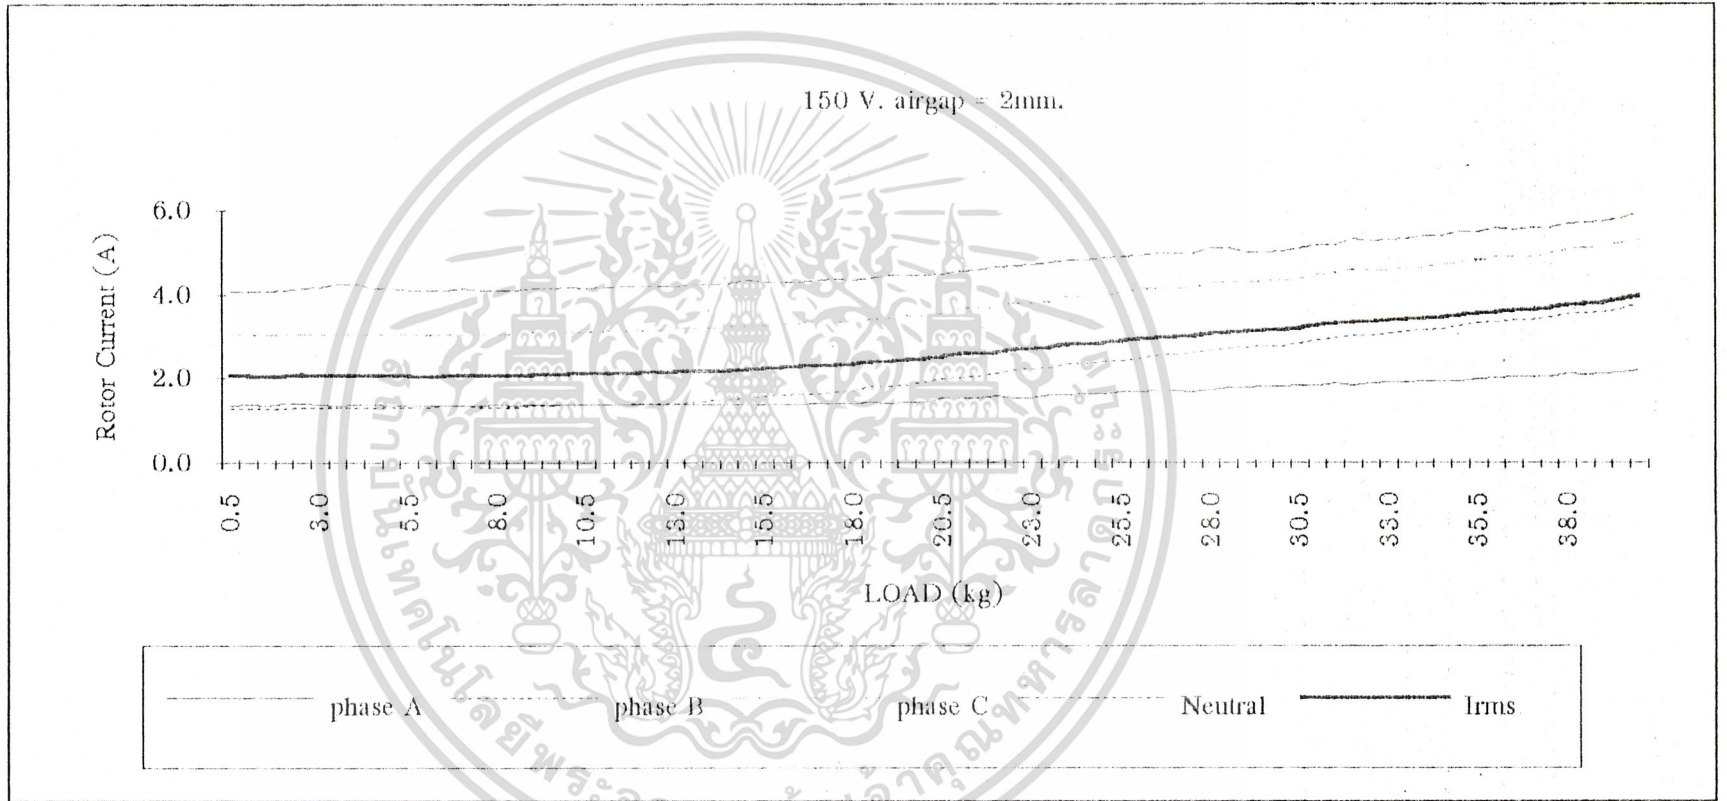 150 V. airgap = 2mm.
Rotor Current (A)
6.0
4.0
2.0
0.0
0.5 3.0 5.5 8.0 10.5 13.0 15.5 18.0 20.5 23.0 25.5 28.0 30.5 33.0 35.5 38.0
LOAD (kg)
phase A phase B phase C Neutral Irms